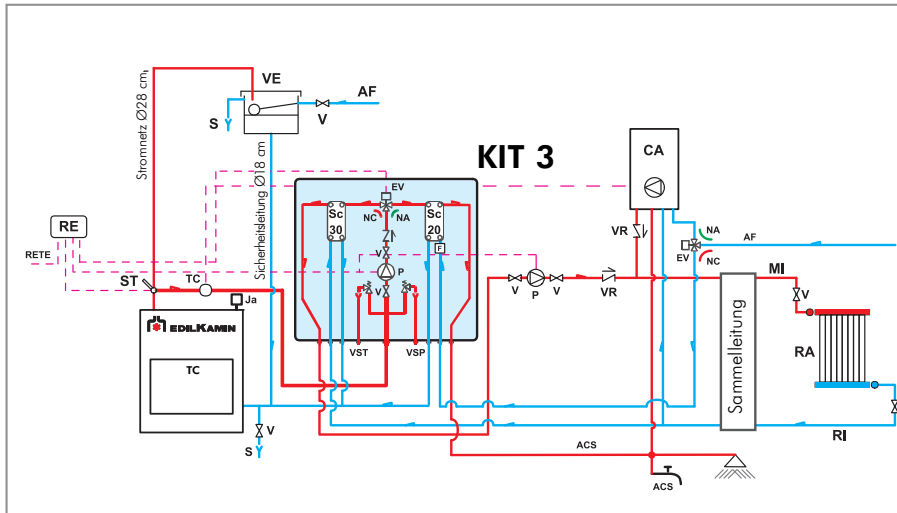 VE
AF
S
V
Stromnetz Ø28 cm,
Sicherheitsleitung Ø18 cm
KIT 3
CA
EV
NC
NA
Sc
30
Sc
20
F
V
P
V
VST
VSP
RE
RETE
ST
TC
Ja
EDILKAMIN
TC
V
S
V
P
V
VR
VR
NA
EV
NC
AF
MI
V
RA
V
RI
Sammelleitung
ACS
ACS